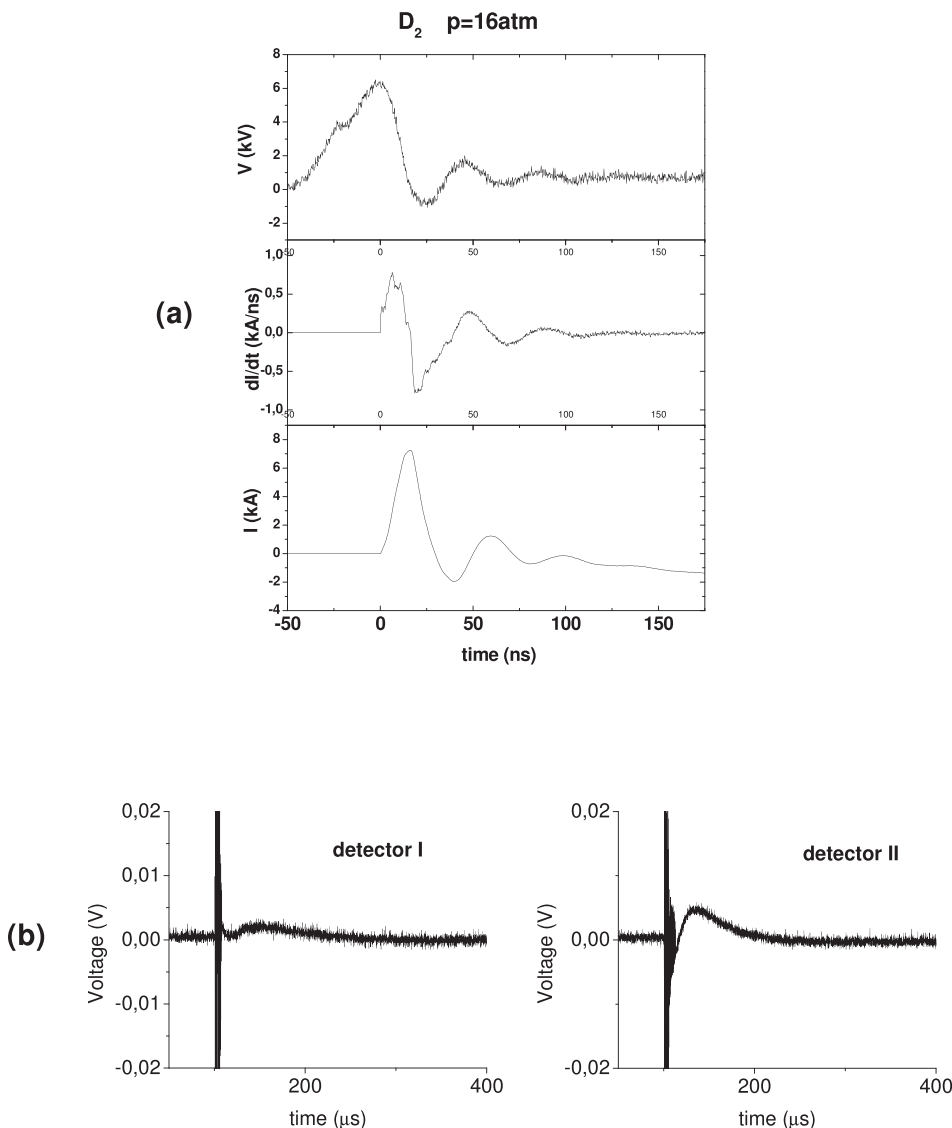 D2 p=16atm
8
6
4
2
0
-2
V (kV)
-50 0 50 100 150
1,0
0,5
0,0
-0,5
-1,0
dI/dt (kA/ns)
(a)
-50 0 50 100 150
8
6
4
2
0
-2
-4
I (kA)
-50 0 50 100 150
time (ns)
(b)
0,02
0,01
0,00
-0,01
-0,02
Voltage (V)
detector I
200 400
time (μs)
0,02
0,00
-0,02
Voltage (V)
detector II
200 400
time (μs)